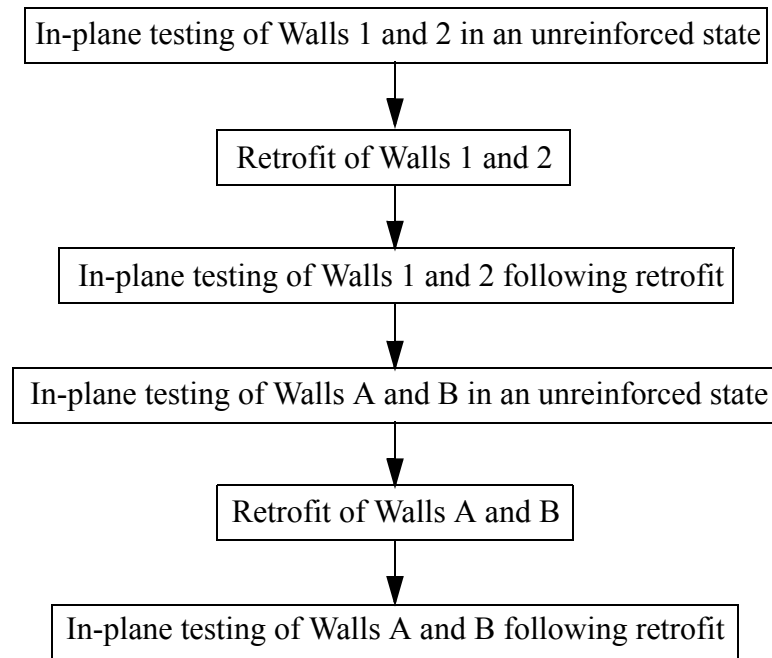 In-plane testing of Walls 1 and 2 in an unreinforced state
Retrofit of Walls 1 and 2
In-plane testing of Walls 1 and 2 following retrofit
In-plane testing of Walls A and B in an unreinforced state
Retrofit of Walls A and B
In-plane testing of Walls A and B following retrofit